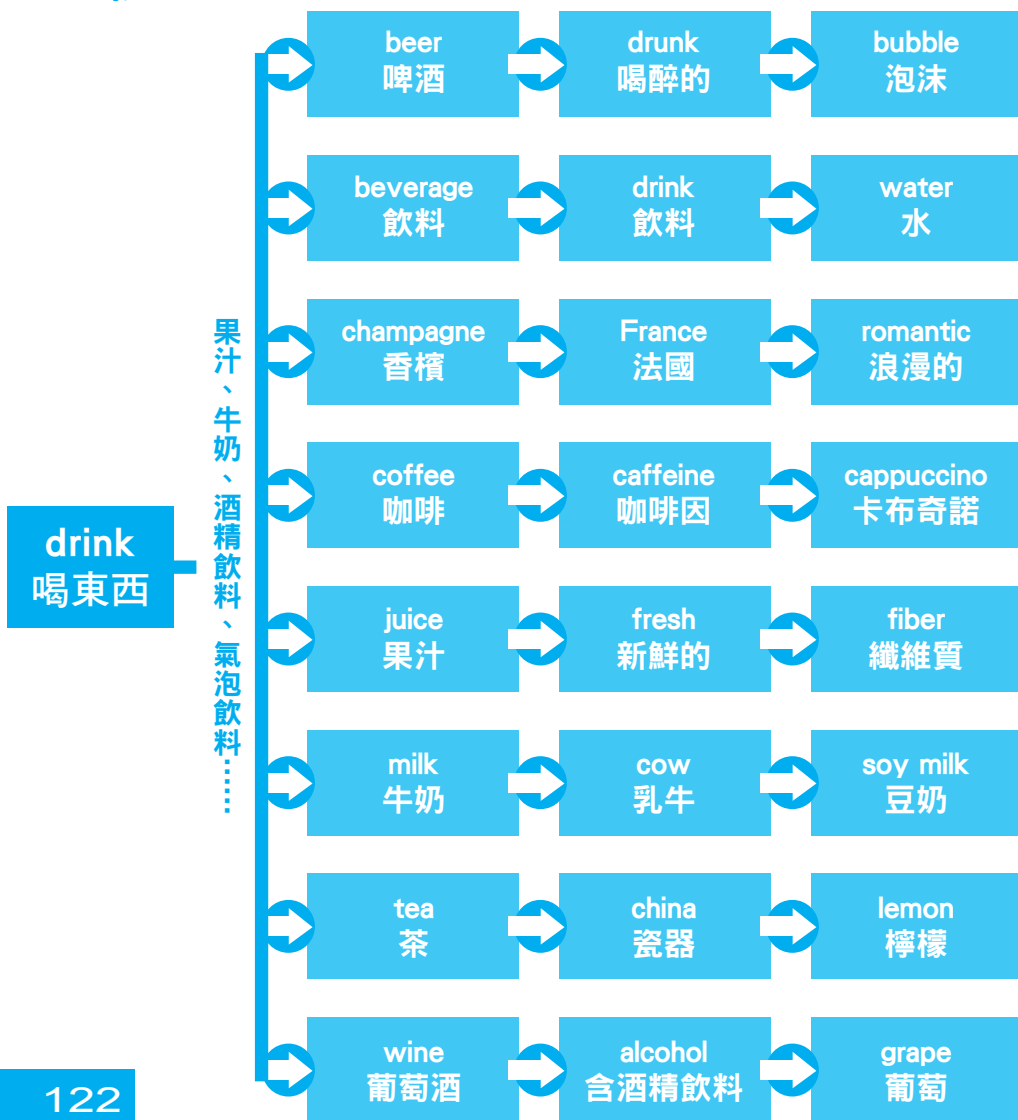 drink
喝東西
果汁、牛奶、酒精飲料、氣泡飲料……
beer
啤酒
drunk
喝醉的
bubble
泡沫
beverage
飲料
drink
飲料
water
水
champagne
香檳
France
法國
romantic
浪漫的
coffee
咖啡
caffeine
咖啡因
cappuccino
卡布奇諾
juice
果汁
fresh
新鮮的
fiber
纖維質
milk
牛奶
cow
乳牛
soy milk
豆奶
tea
茶
china
瓷器
lemon
檸檬
wine
葡萄酒
alcohol
含酒精飲料
grape
葡萄
122